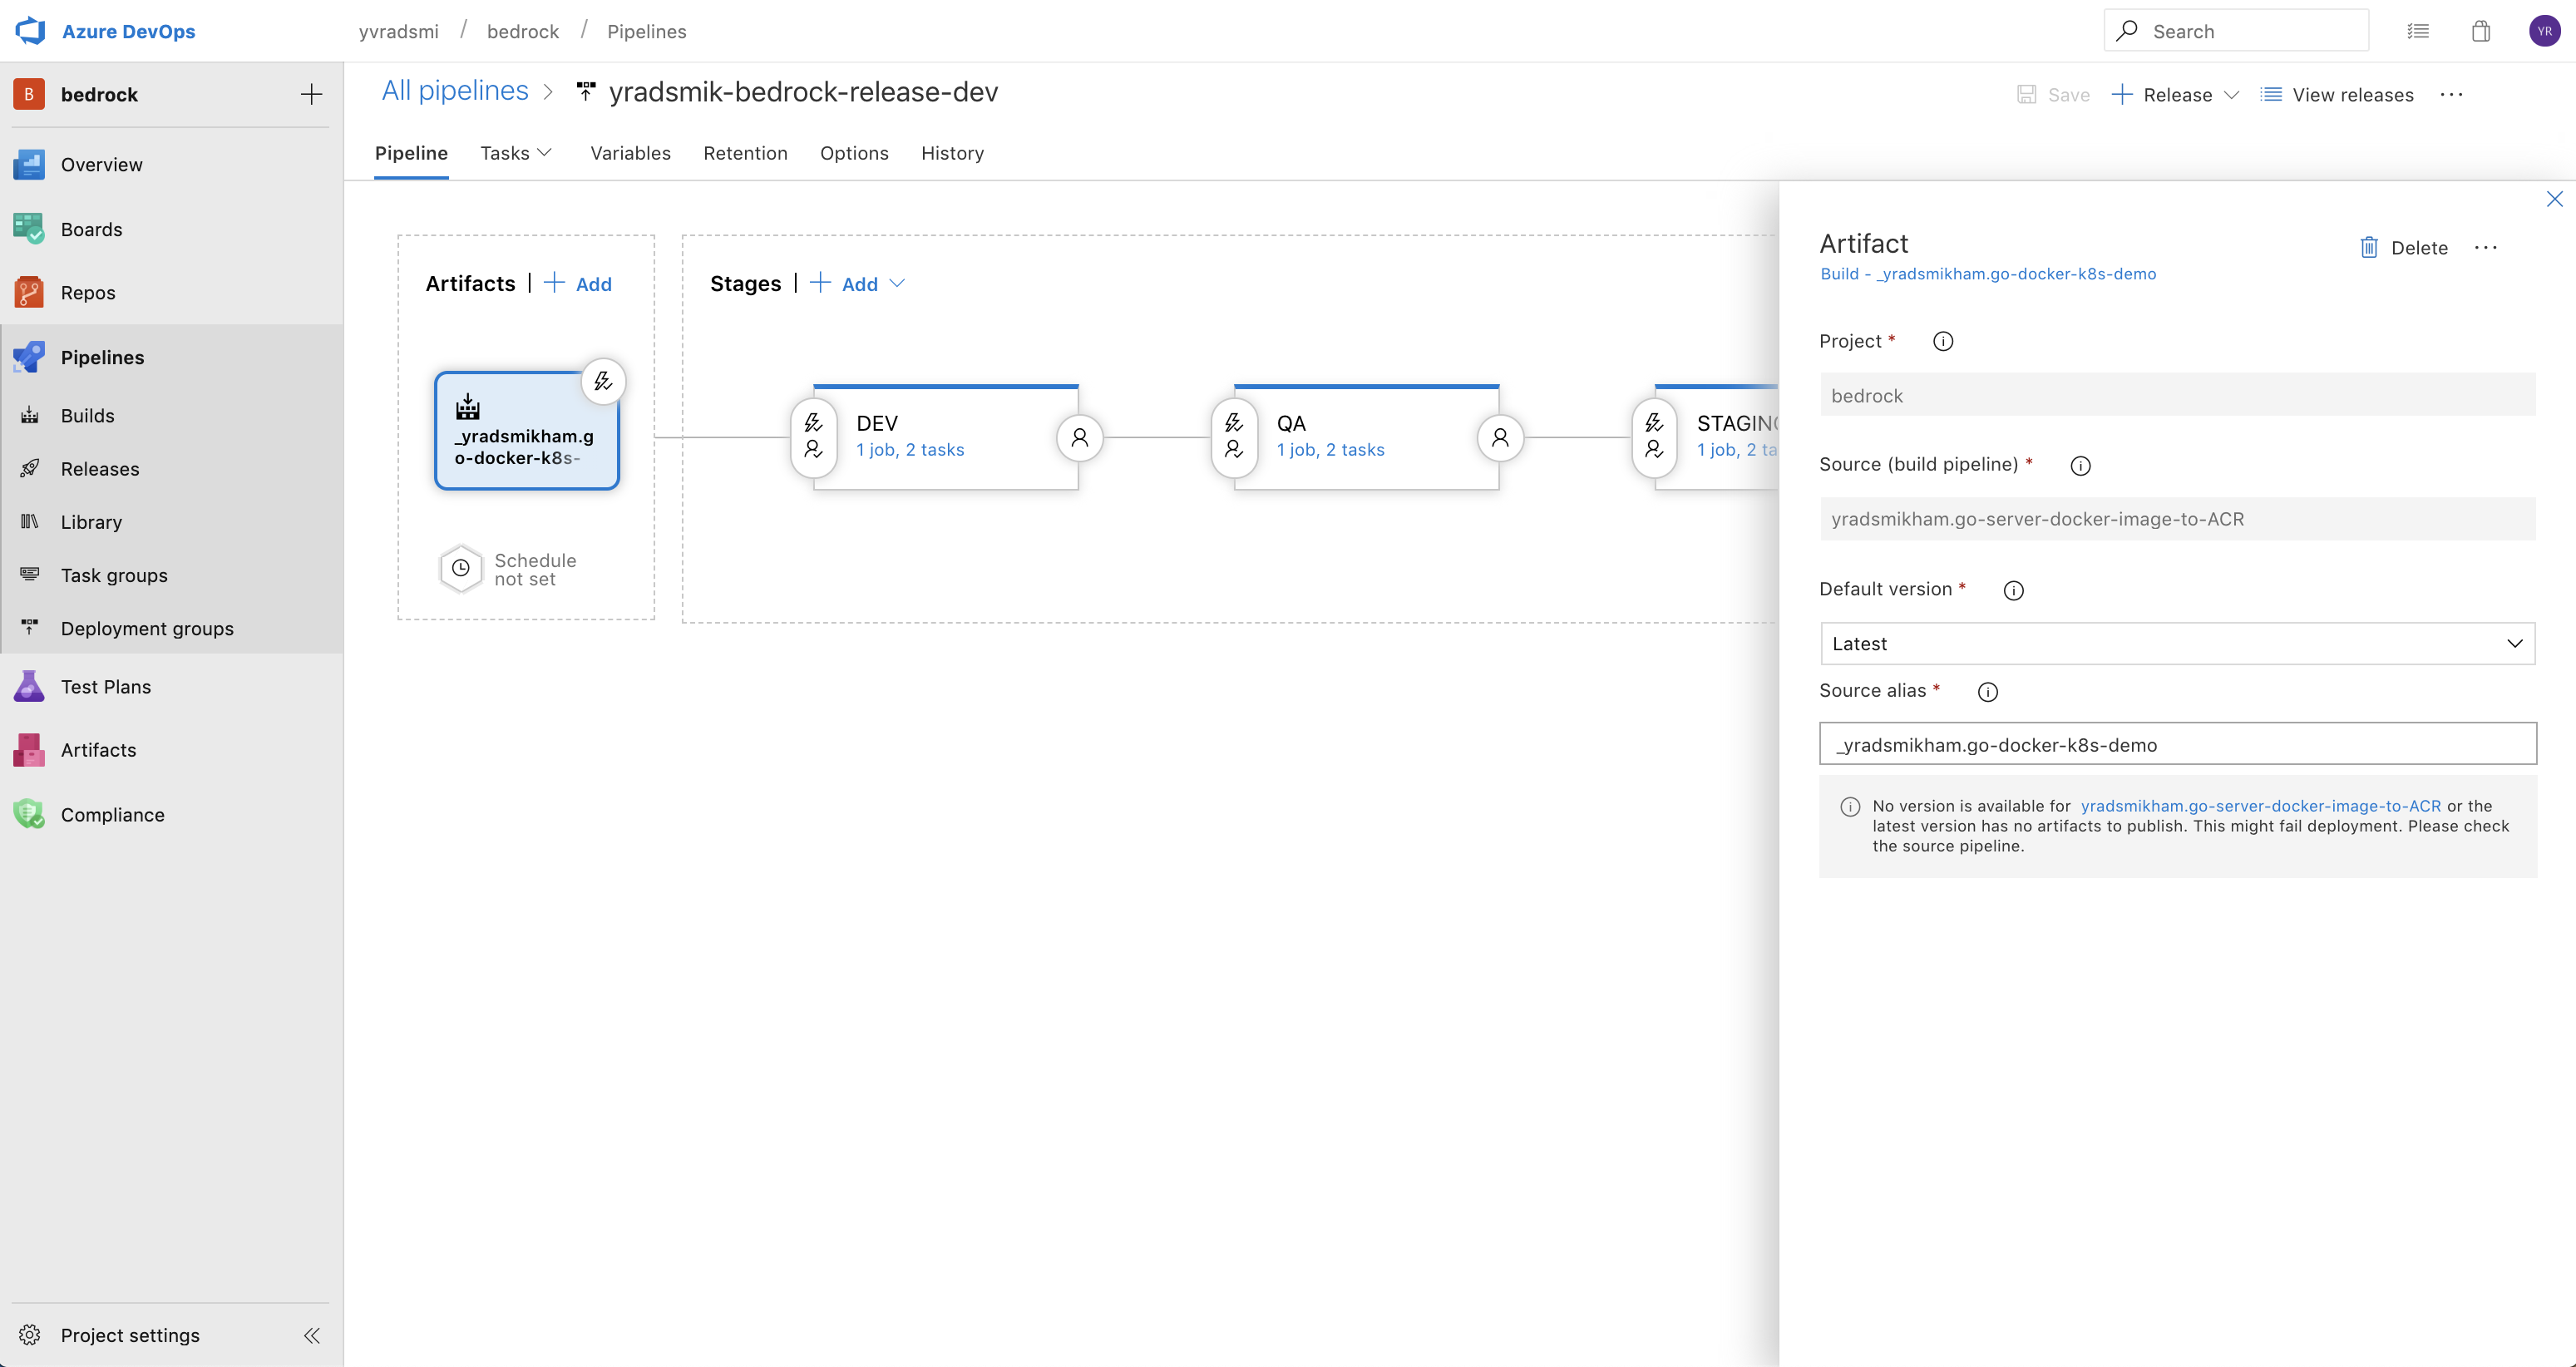 Azure DevOps
yvradsmi / bedrock / Pipelines
Search
YR
B
bedrock
Overview
Boards
Repos
Pipelines
Builds
Releases
Library
Task groups
Deployment groups
Test Plans
Artifacts
Compliance
Project settings
All pipelines > yradsmik-bedrock-release-dev
Save
Release
View releases
Pipeline
Tasks
Variables
Retention
Options
History
Artifacts | + Add
_yradsmikham.g
o-docker-k8s-
Schedule
not set
Stages | + Add
DEV
1 job, 2 tasks
QA
1 job, 2 tasks
STAGING
1 job, 2 ta
Artifact
Build - _yradsmikham.go-docker-k8s-demo
Delete
Project *
bedrock
Source (build pipeline) *
yradsmikham.go-server-docker-image-to-ACR
Default version *
Latest
Source alias *
_yradsmikham.go-docker-k8s-demo
No version is available for yradsmikham.go-server-docker-image-to-ACR or the
latest version has no artifacts to publish. This might fail deployment. Please check
the source pipeline.